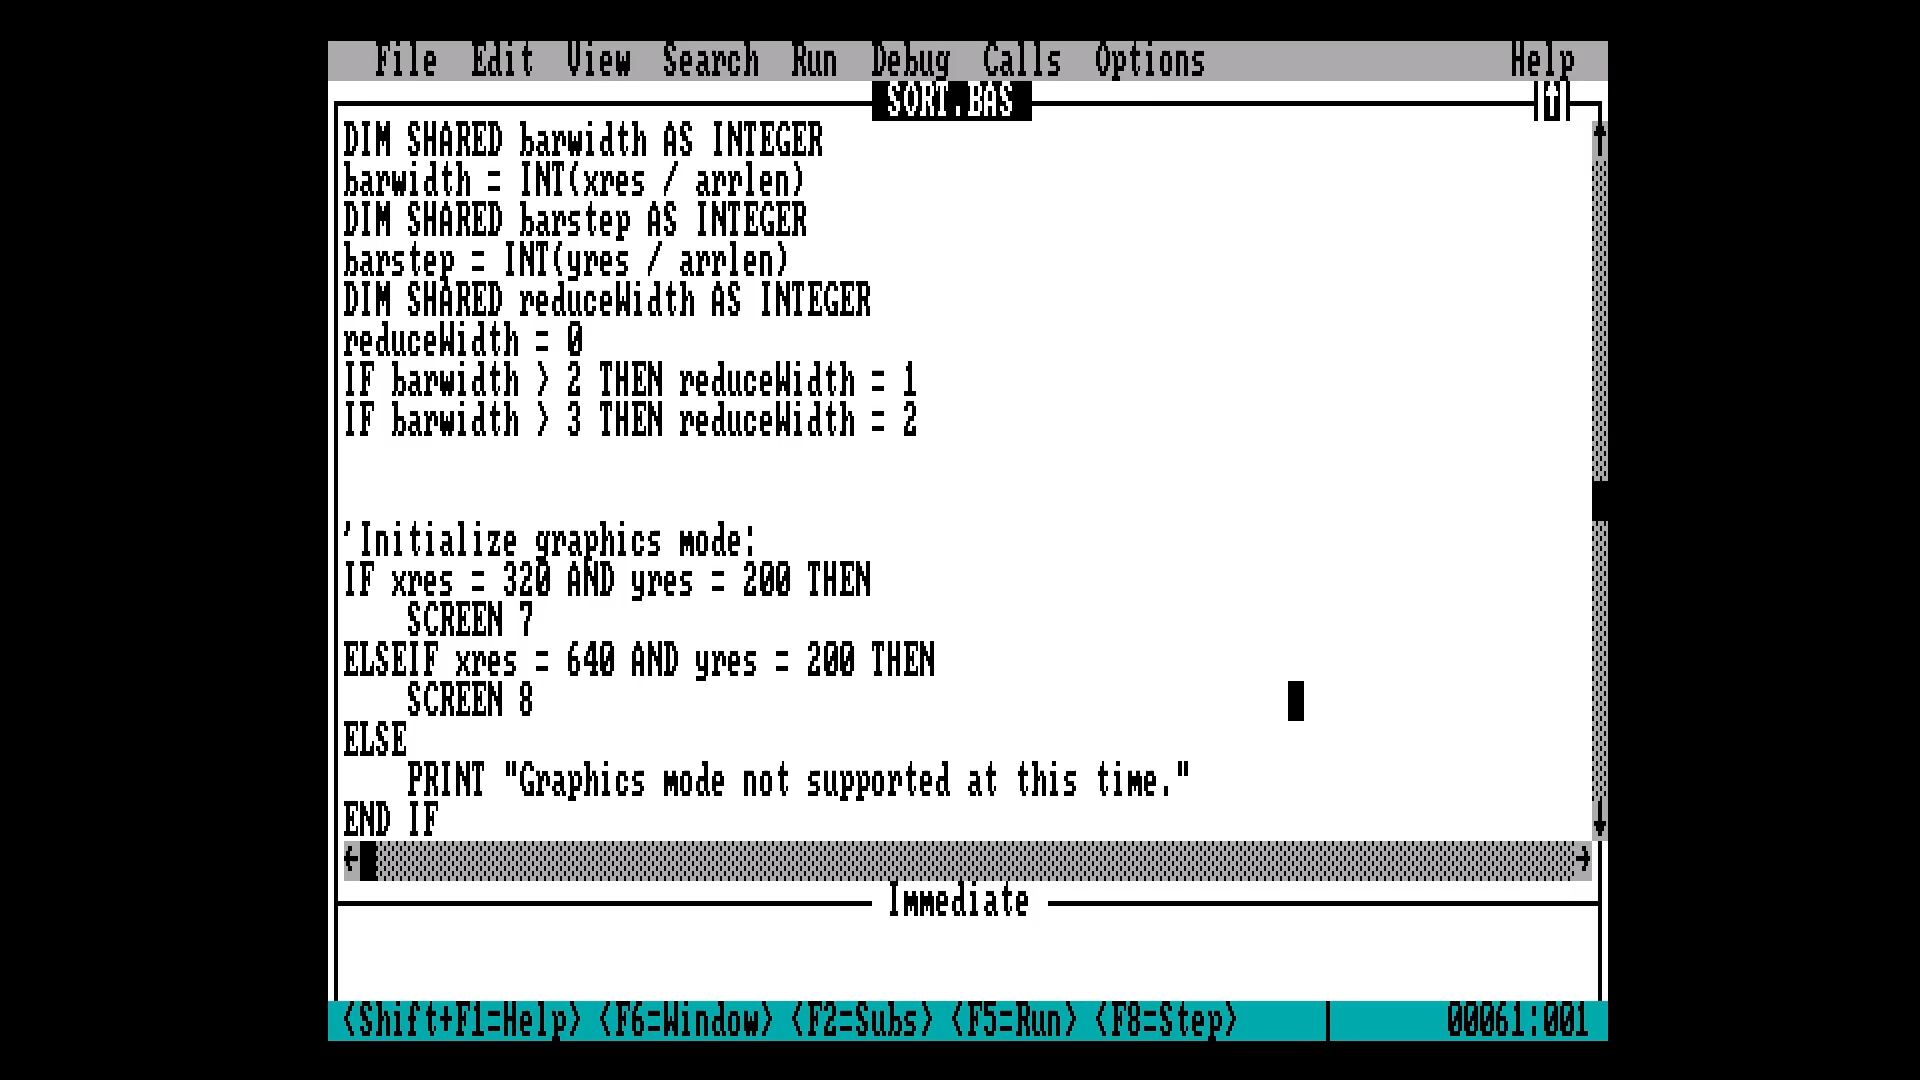 File Edit View Search Run Debug Calls Options Help
SORT.BAS
DIM SHARED barwidth AS INTEGER
barwidth = INT(xres / arrlen)
DIM SHARED barstep AS INTEGER
barstep = INT(yres / arrlen)
DIM SHARED reduceWidth AS INTEGER
reduceWidth = 0
IF barwidth > 2 THEN reduceWidth = 1
IF barwidth > 3 THEN reduceWidth = 2
'Initialize graphics mode:
IF xres = 320 AND yres = 200 THEN
    SCREEN 7
ELSEIF xres = 640 AND yres = 200 THEN
    SCREEN 8
ELSE
    PRINT "Graphics mode not supported at this time."
END IF
Immediate
<Shift+F1=Help> <F6=Window> <F2=Subs> <F5=Run> <F8=Step> 00061:001